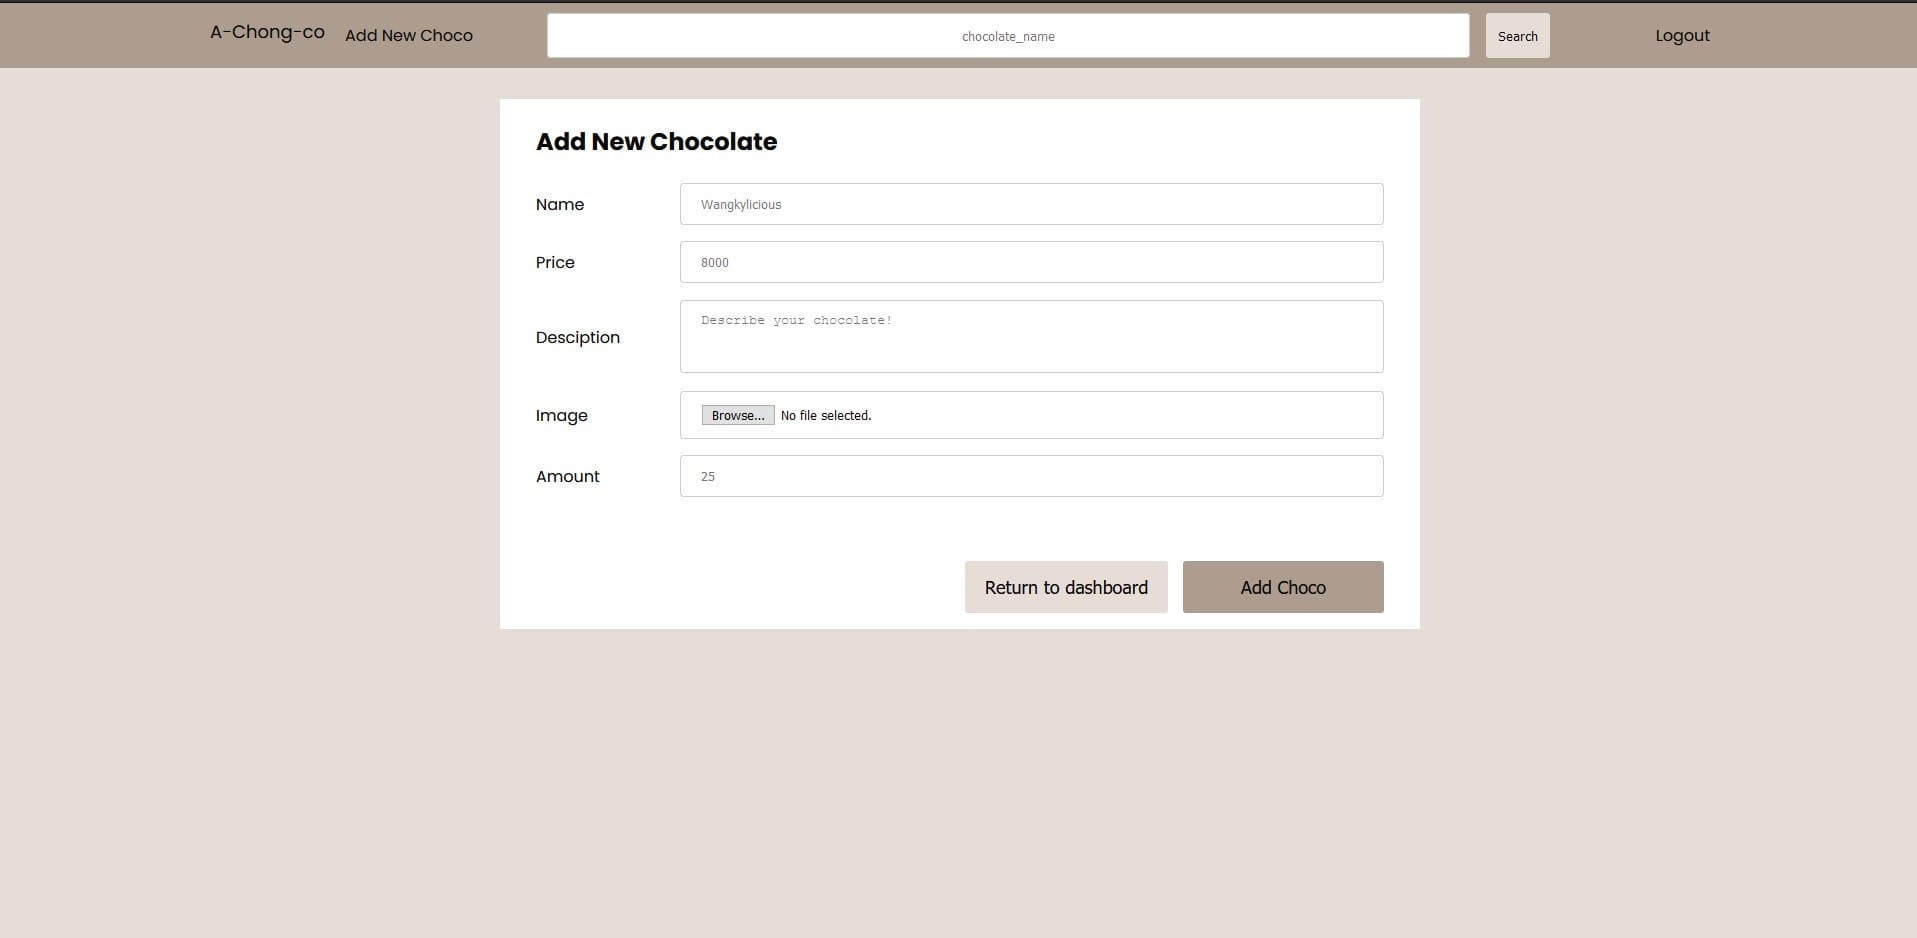 A-Chong-co Add New Choco chocolate_name Search Logout
Add New Chocolate
Name Wangkylicious
Price 8000
Desciption Describe your chocolate!
Image Browse... No file selected.
Amount 25
Return to dashboard Add Choco